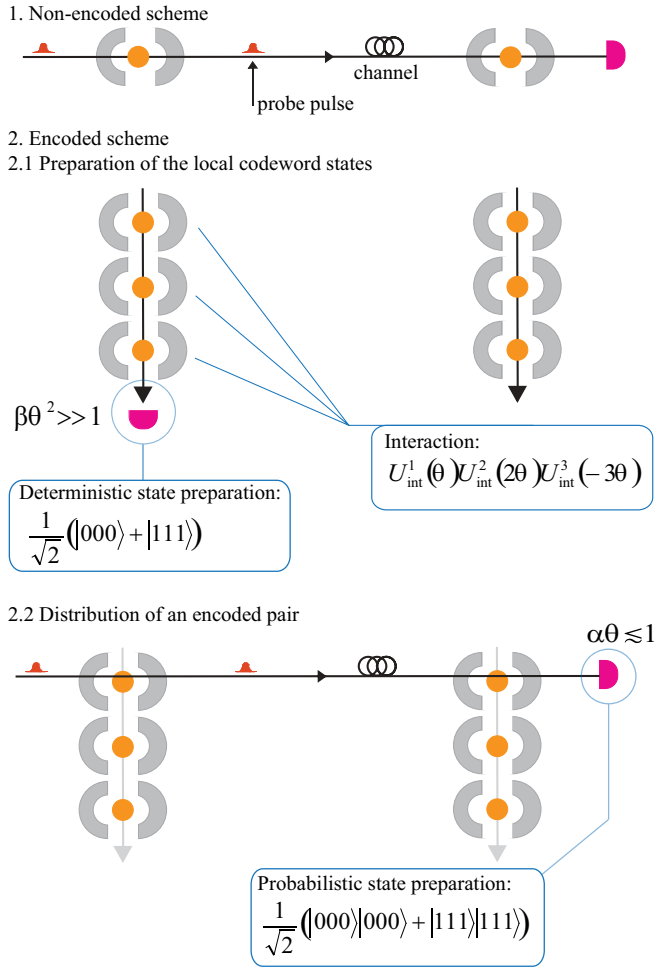 1. Non-encoded scheme
channel
probe pulse
2. Encoded scheme
2.1 Preparation of the local codeword states
βθ ² >> 1
Interaction:
U¹ᵢₙₜ(θ)U²ᵢₙₜ(2θ)U³ᵢₙₜ(− 3θ)
Deterministic state preparation:
1/√2 (|000⟩ + |111⟩)
2.2 Distribution of an encoded pair
αθ ≲ 1
Probabilistic state preparation:
1/√2 (|000⟩|000⟩ + |111⟩|111⟩)